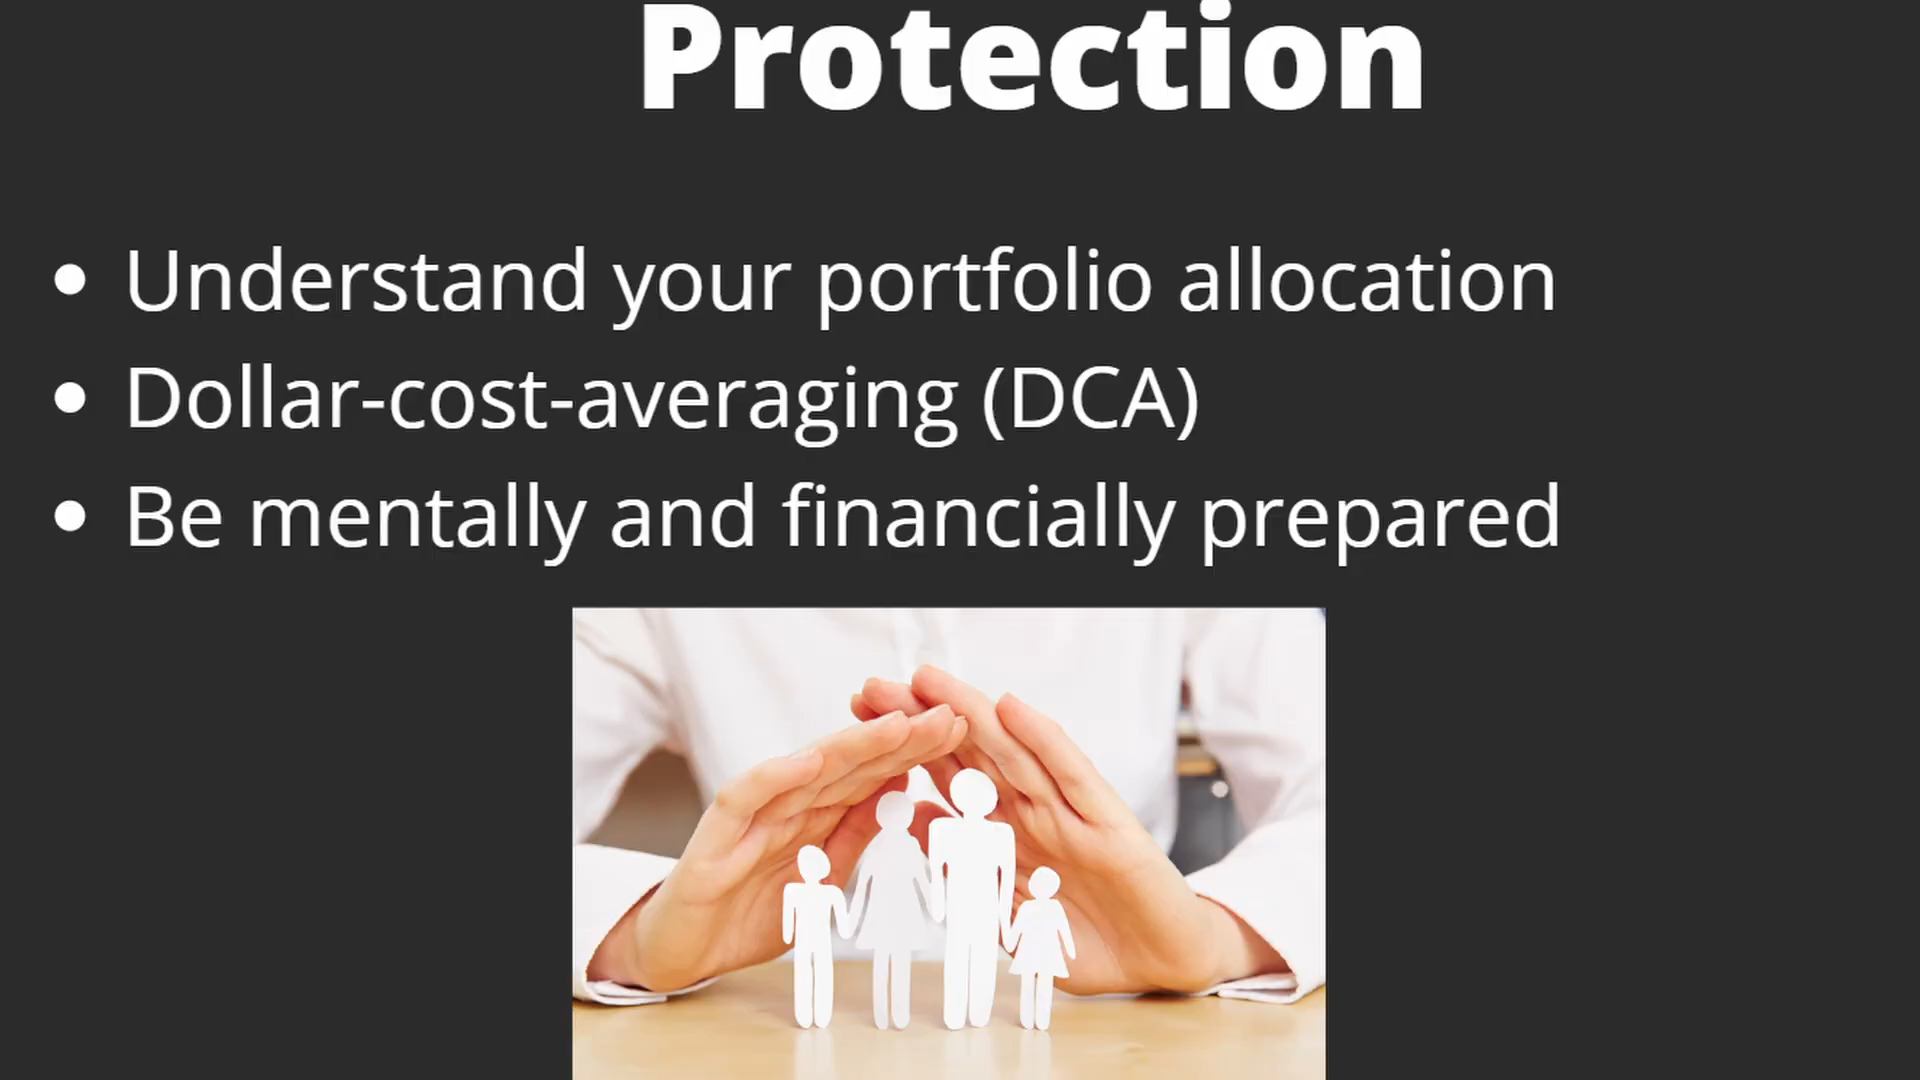 Protection
• Understand your portfolio allocation
• Dollar-cost-averaging (DCA)
• Be mentally and financially prepared